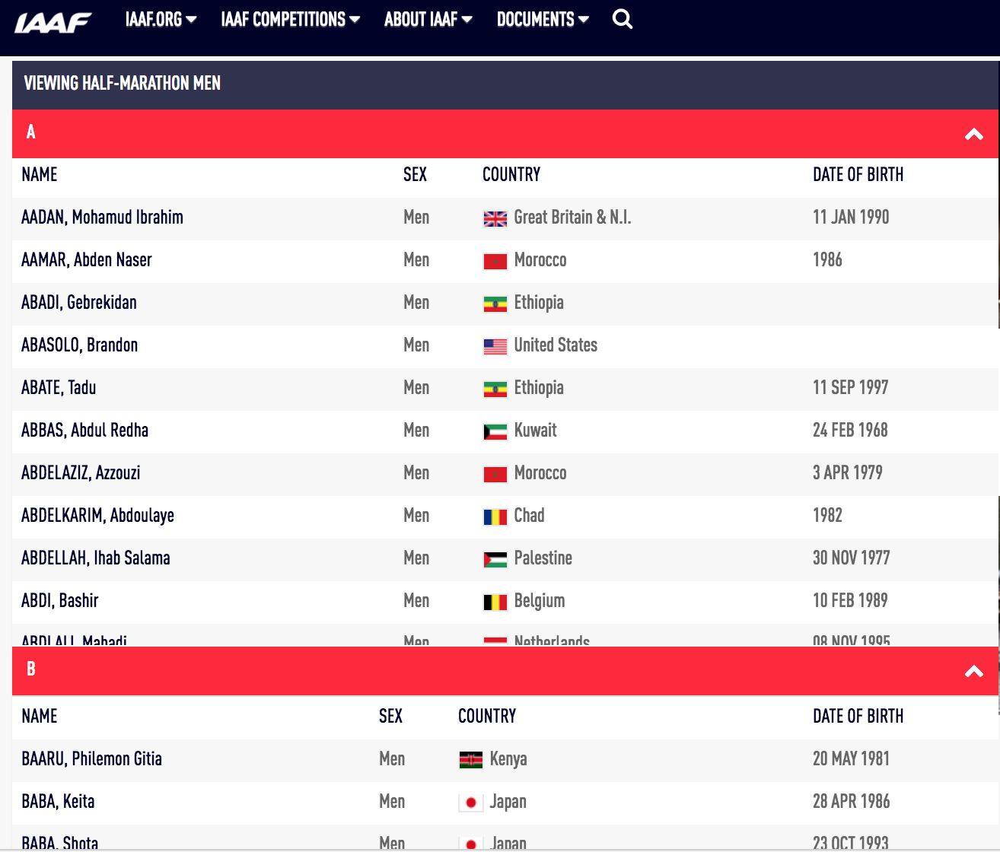 IAAF IAAF.ORG IAAF COMPETITIONS ABOUT IAAF DOCUMENTS
VIEWING HALF-MARATHON MEN
A
NAME SEX COUNTRY DATE OF BIRTH
AADAN, Mohamud Ibrahim Men Great Britain & N.I. 11 JAN 1990
AAMAR, Abden Naser Men Morocco 1986
ABADI, Gebrekidan Men Ethiopia
ABASOLO, Brandon Men United States
ABATE, Tadu Men Ethiopia 11 SEP 1997
ABBAS, Abdul Redha Men Kuwait 24 FEB 1968
ABDELAZIZ, Azzouzi Men Morocco 3 APR 1979
ABDELKARIM, Abdoulaye Men Chad 1982
ABDELLAH, Ihab Salama Men Palestine 30 NOV 1977
ABDI, Bashir Men Belgium 10 FEB 1989
ABDI ALI, Mahadi Men Netherlands 08 NOV 1995
B
NAME SEX COUNTRY DATE OF BIRTH
BAARU, Philemon Gitia Men Kenya 20 MAY 1981
BABA, Keita Men Japan 28 APR 1986
BABA, Shota Men Japan 23 OCT 1993